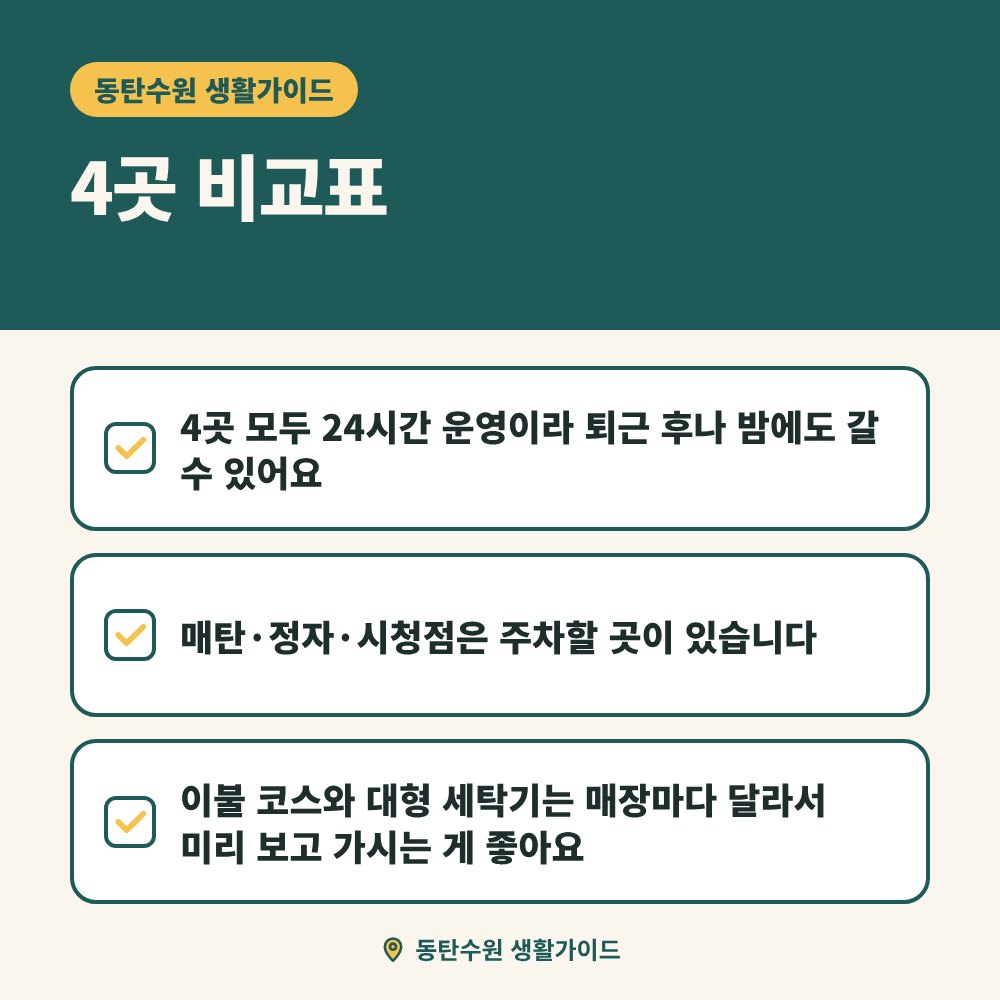 동탄수원 생활가이드
4곳 비교표
4곳 모두 24시간 운영이라 퇴근 후나 밤에도 갈
수 있어요
매탄·정자·시청점은 주차할 곳이 있습니다
이불 코스와 대형 세탁기는 매장마다 달라서
미리 보고 가시는 게 좋아요
동탄수원 생활가이드